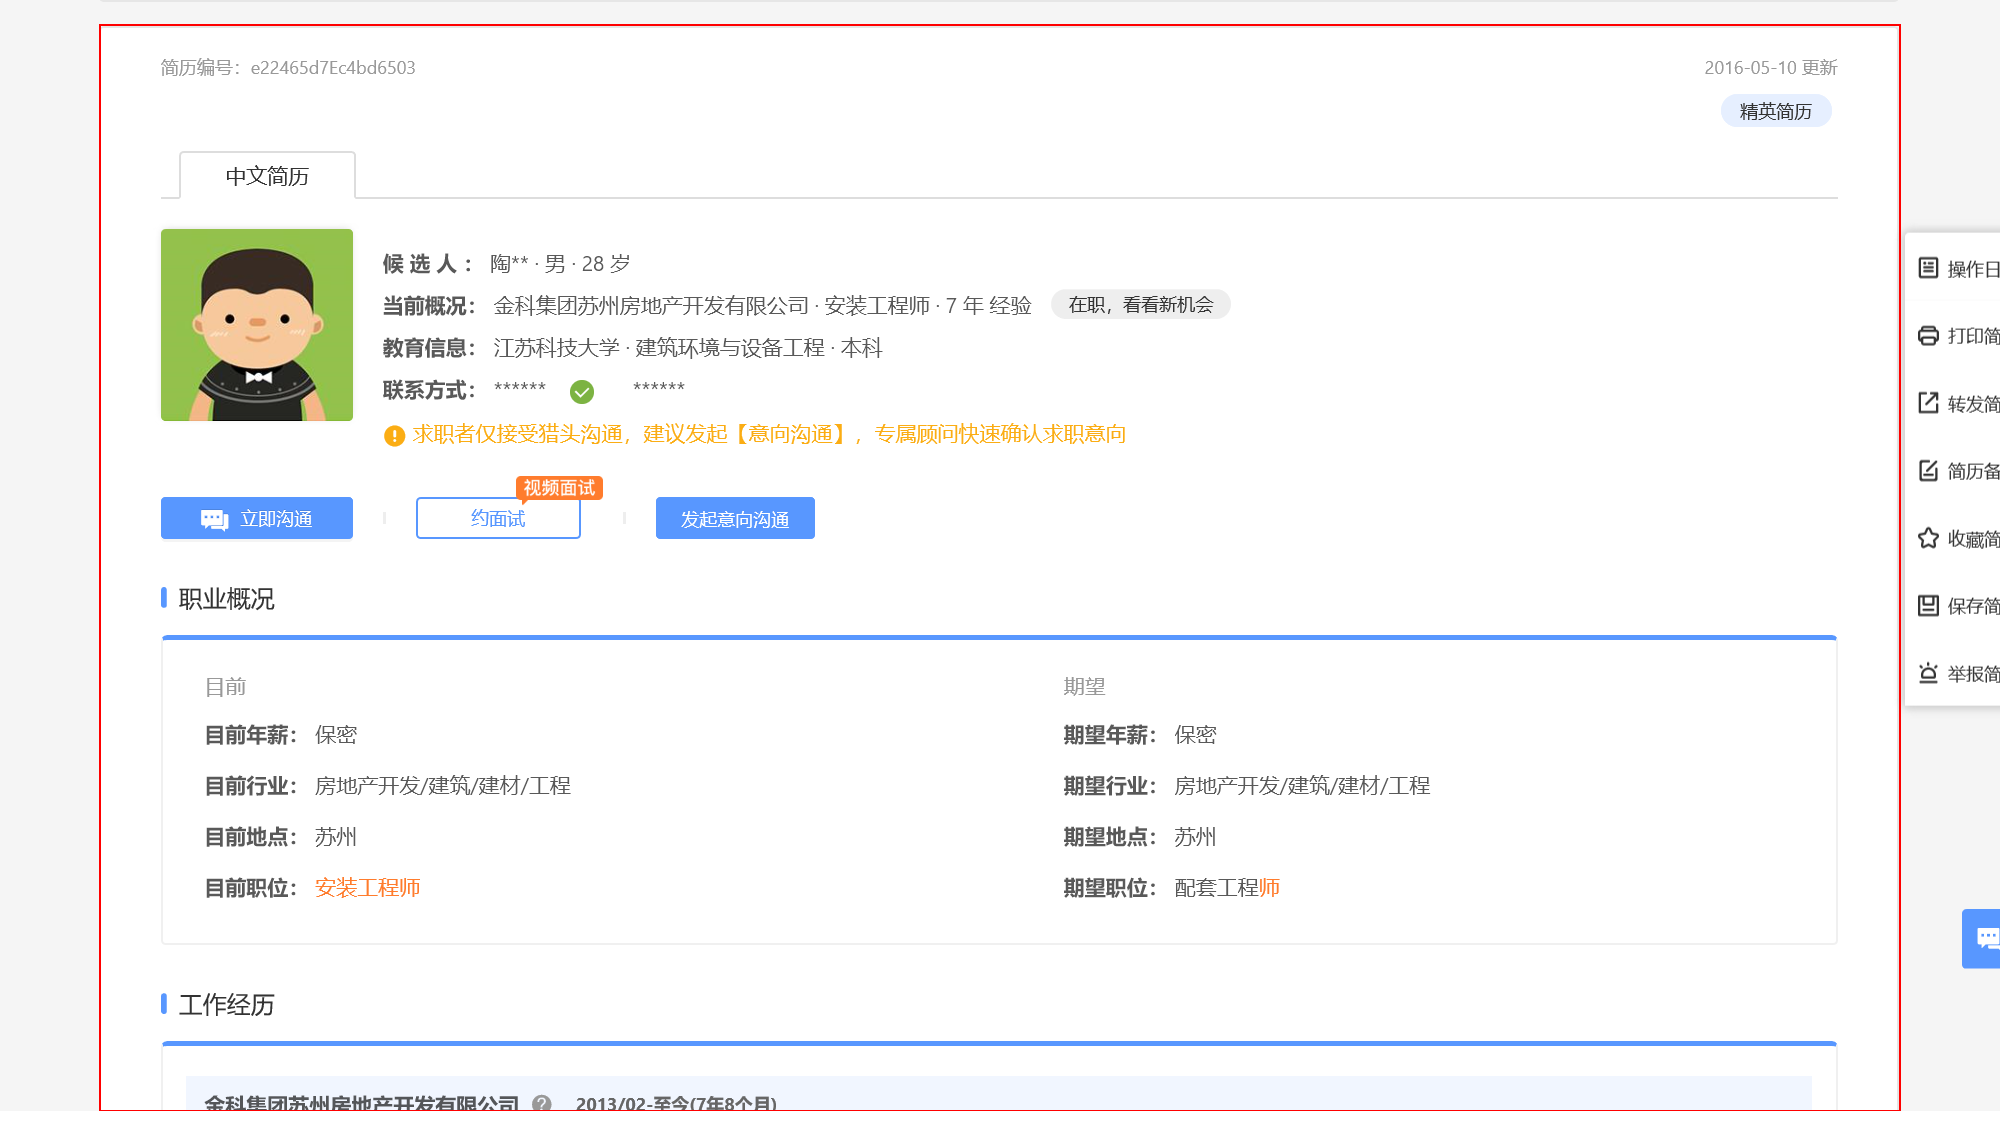 简历编号：e22465d7Ec4bd6503
2016-05-10 更新
精英简历
中文简历
候 选 人： 陶** · 男 · 28 岁
当前概况： 金科集团苏州房地产开发有限公司 · 安装工程师 · 7 年 经验 在职，看看新机会
教育信息： 江苏科技大学 · 建筑环境与设备工程 · 本科
联系方式： ****** ******
求职者仅接受猎头沟通，建议发起【意向沟通】，专属顾问快速确认求职意向
视频面试
立即沟通 约面试 发起意向沟通
职业概况
目前 期望
目前年薪： 保密 期望年薪： 保密
目前行业： 房地产开发/建筑/建材/工程 期望行业： 房地产开发/建筑/建材/工程
目前地点： 苏州 期望地点： 苏州
目前职位： 安装工程师 期望职位： 配套工程师
工作经历
金科集团苏州房地产开发有限公司 ? 2013/02-至今(7年8个月)
操作日
打印简
转发简
简历备
收藏简
保存简
举报简